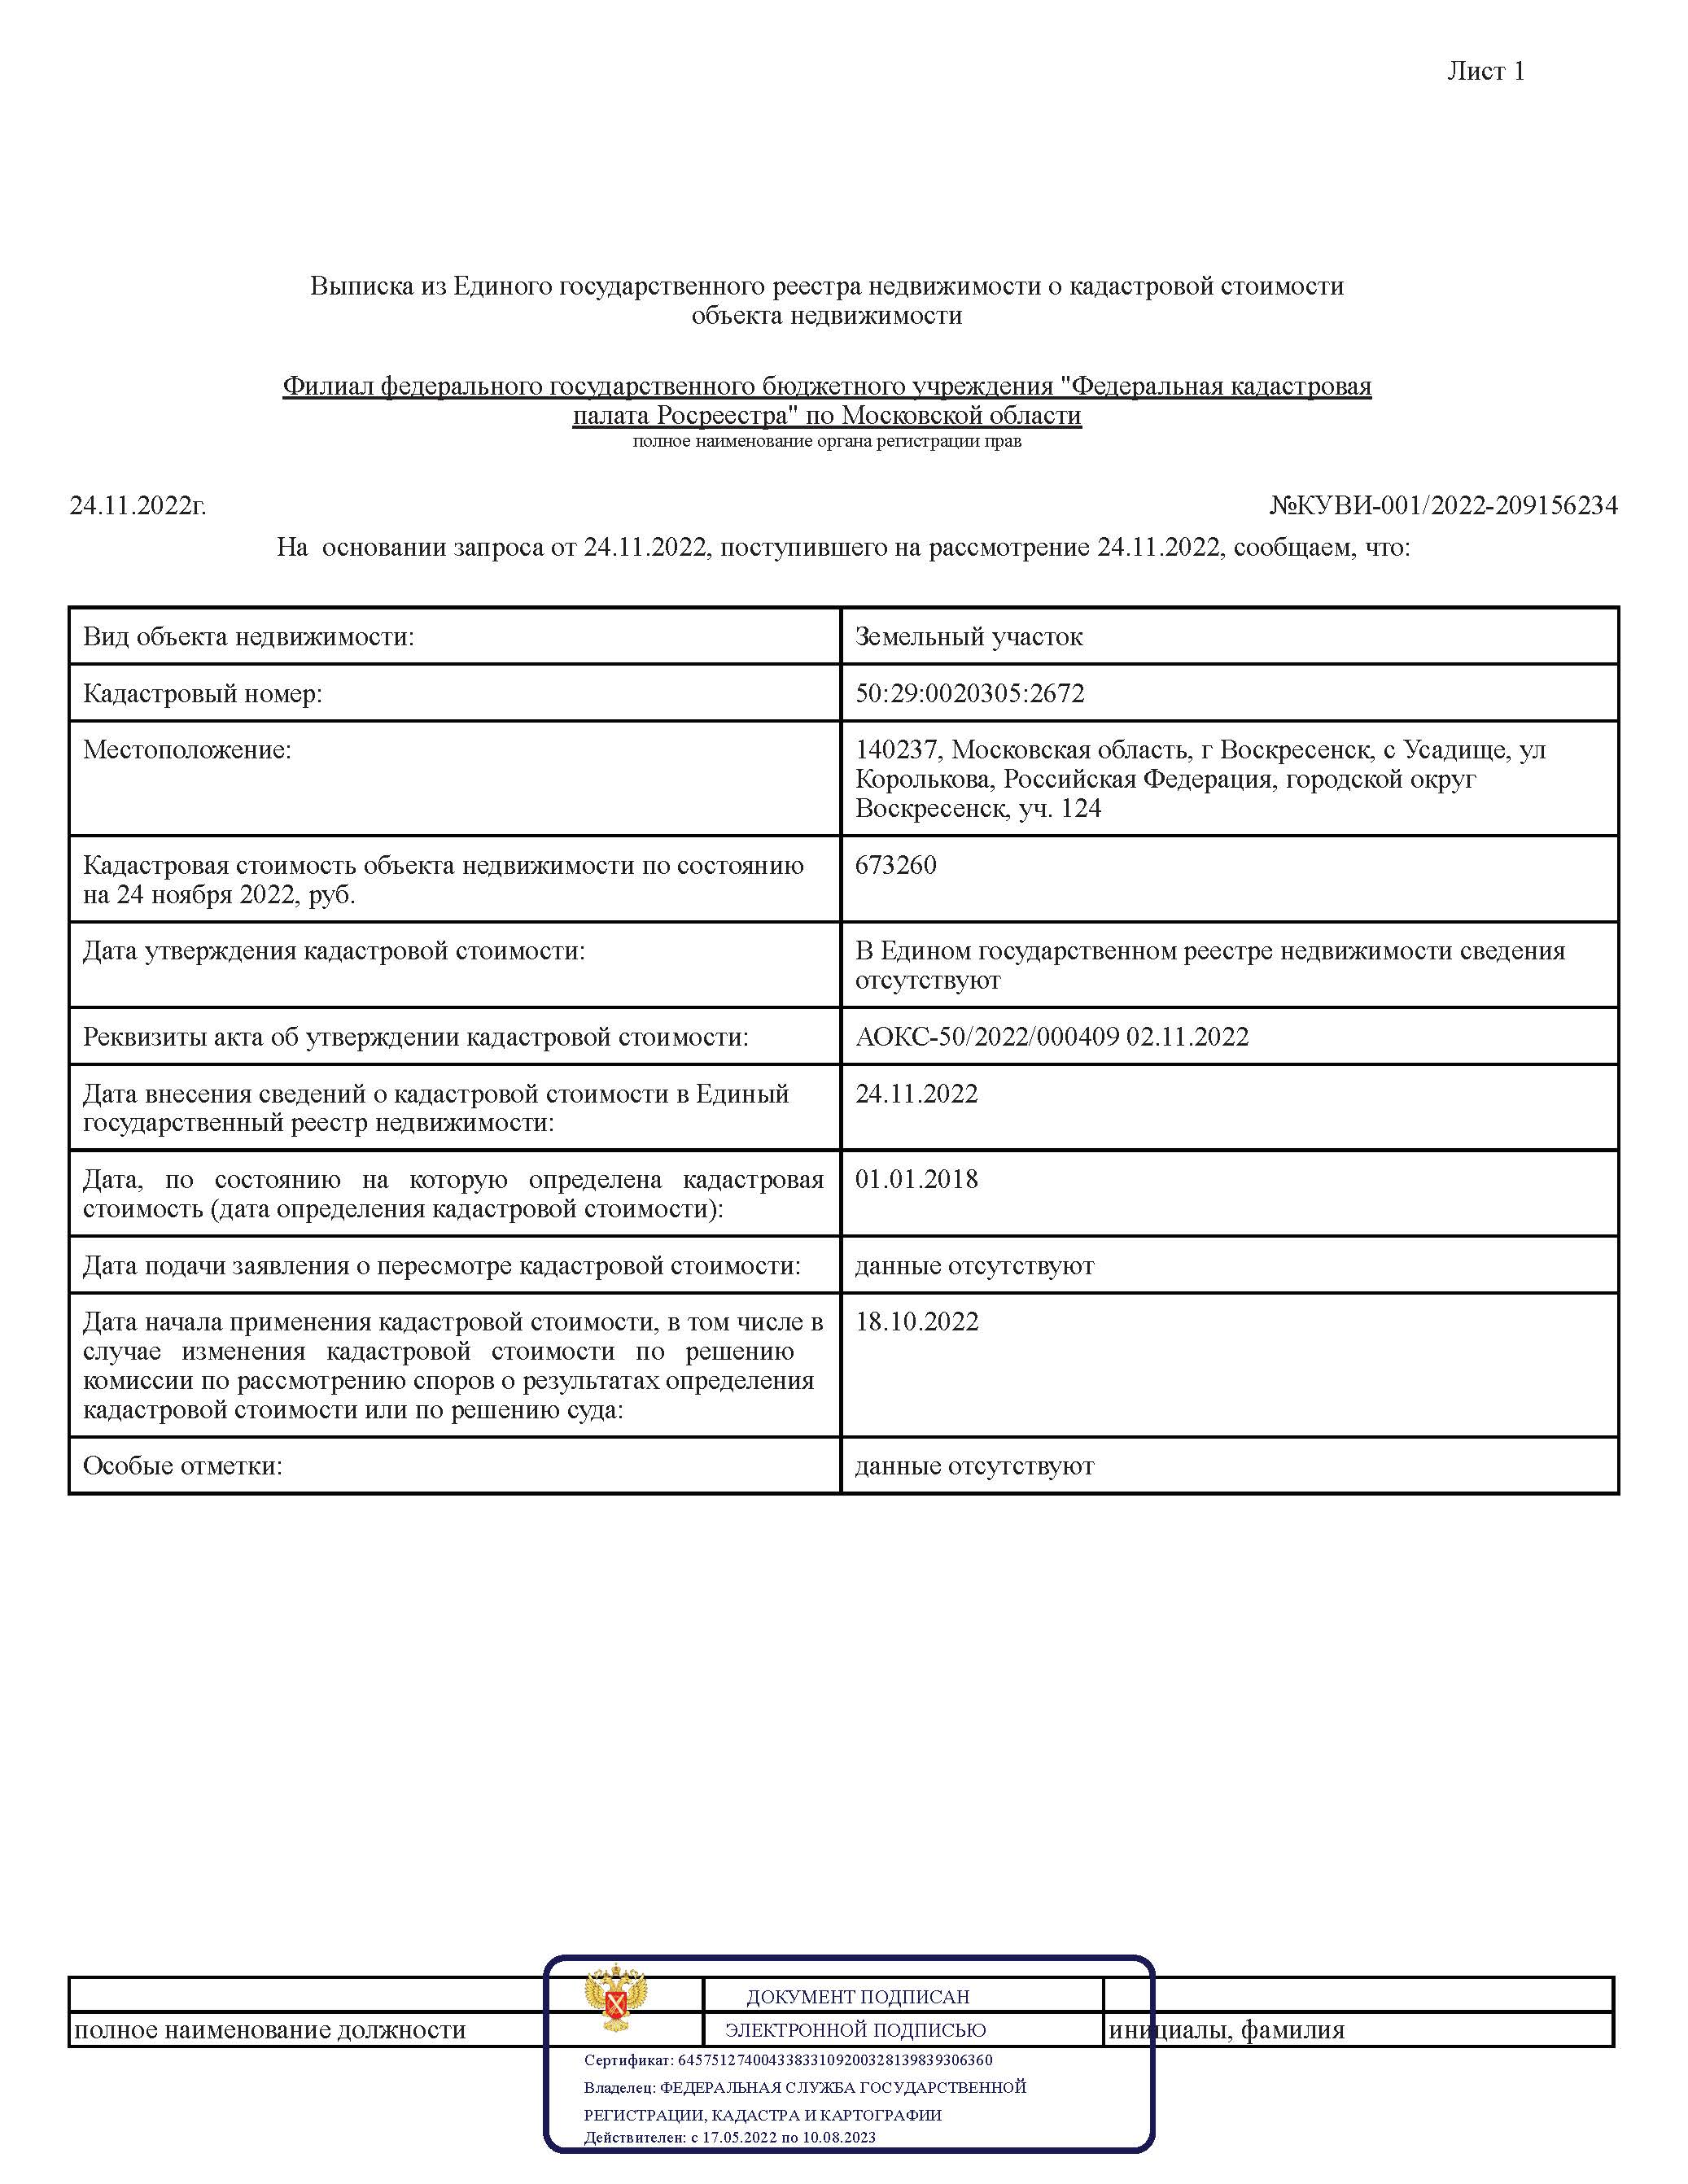 Лист 1
Выписка из Единого государственного реестра недвижимости о кадастровой стоимости
объекта недвижимости
Филиал федерального государственного бюджетного учреждения "Федеральная кадастровая
палата Росреестра" по Московской области
полное наименование органа регистрации прав
24.11.2022г. №КУВИ-001/2022-209156234
На основании запроса от 24.11.2022, поступившего на рассмотрение 24.11.2022, сообщаем, что:
Вид объекта недвижимости: Земельный участок
Кадастровый номер: 50:29:0020305:2672
Местоположение: 140237, Московская область, г Воскресенск, с Усадище, ул
Королькова, Российская Федерация, городской округ
Воскресенск, уч. 124
Кадастровая стоимость объекта недвижимости по состоянию 673260
на 24 ноября 2022, руб.
Дата утверждения кадастровой стоимости: В Едином государственном реестре недвижимости сведения
отсутствуют
Реквизиты акта об утверждении кадастровой стоимости: АОКС-50/2022/000409 02.11.2022
Дата внесения сведений о кадастровой стоимости в Единый 24.11.2022
государственный реестр недвижимости:
Дата, по состоянию на которую определена кадастровая 01.01.2018
стоимость (дата определения кадастровой стоимости):
Дата подачи заявления о пересмотре кадастровой стоимости: данные отсутствуют
Дата начала применения кадастровой стоимости, в том числе в 18.10.2022
случае изменения кадастровой стоимости по решению
комиссии по рассмотрению споров о результатах определения
кадастровой стоимости или по решению суда:
Особые отметки: данные отсутствуют
ДОКУМЕНТ ПОДПИСАН
полное наименование должности ЭЛЕКТРОННОЙ ПОДПИСЬЮ инициалы, фамилия
Сертификат: 64575127400433833109200328139839306360
Владелец: ФЕДЕРАЛЬНАЯ СЛУЖБА ГОСУДАРСТВЕННОЙ
РЕГИСТРАЦИИ, КАДАСТРА И КАРТОГРАФИИ
Действителен: с 17.05.2022 по 10.08.2023